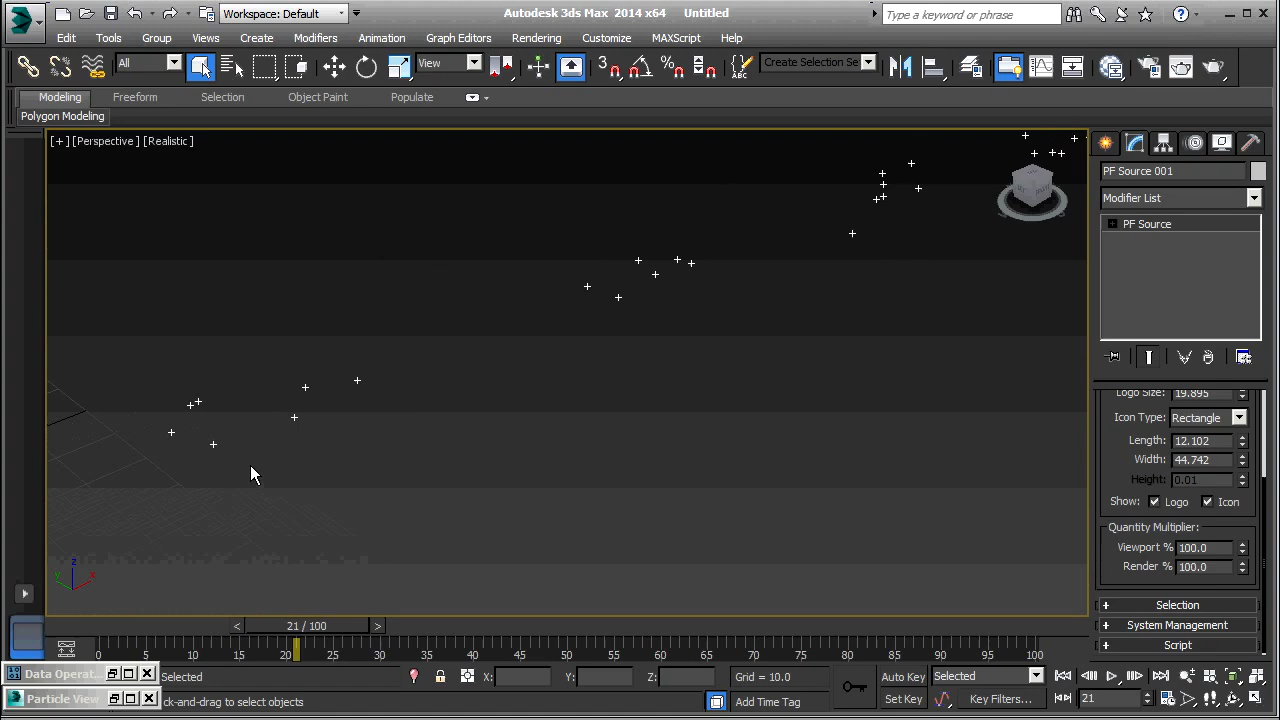 Workspace: Default
Autodesk 3ds Max 2014 x64 Untitled
Type a keyword or phrase
Edit Tools Group Views Create Modifiers Animation Graph Editors Rendering Customize MAXScript Help
All View Create Selection Se
Modeling Freeform Selection Object Paint Populate
Polygon Modeling
[+] [Perspective] [Realistic]
PF Source 001
Modifier List
PF Source
Logo Size: 19.895
Icon Type: Rectangle
Length: 12.102
Width: 44.742
Height: 0.01
Show: Logo Icon
Quantity Multiplier:
Viewport % 100.0
Render % 100.0
+ Selection
+ System Management
+ Script
z
y x
< 21 / 100 >
0 5 10 15 20 25 30 35 40 45 50 55 60 65 70 75 80 85 90 95 100
Data Operat. Selected X: Y: Z: Grid = 10.0 Auto Key Selected
Particle View ck-and-drag to select objects Add Time Tag Set Key Key Filters... 21